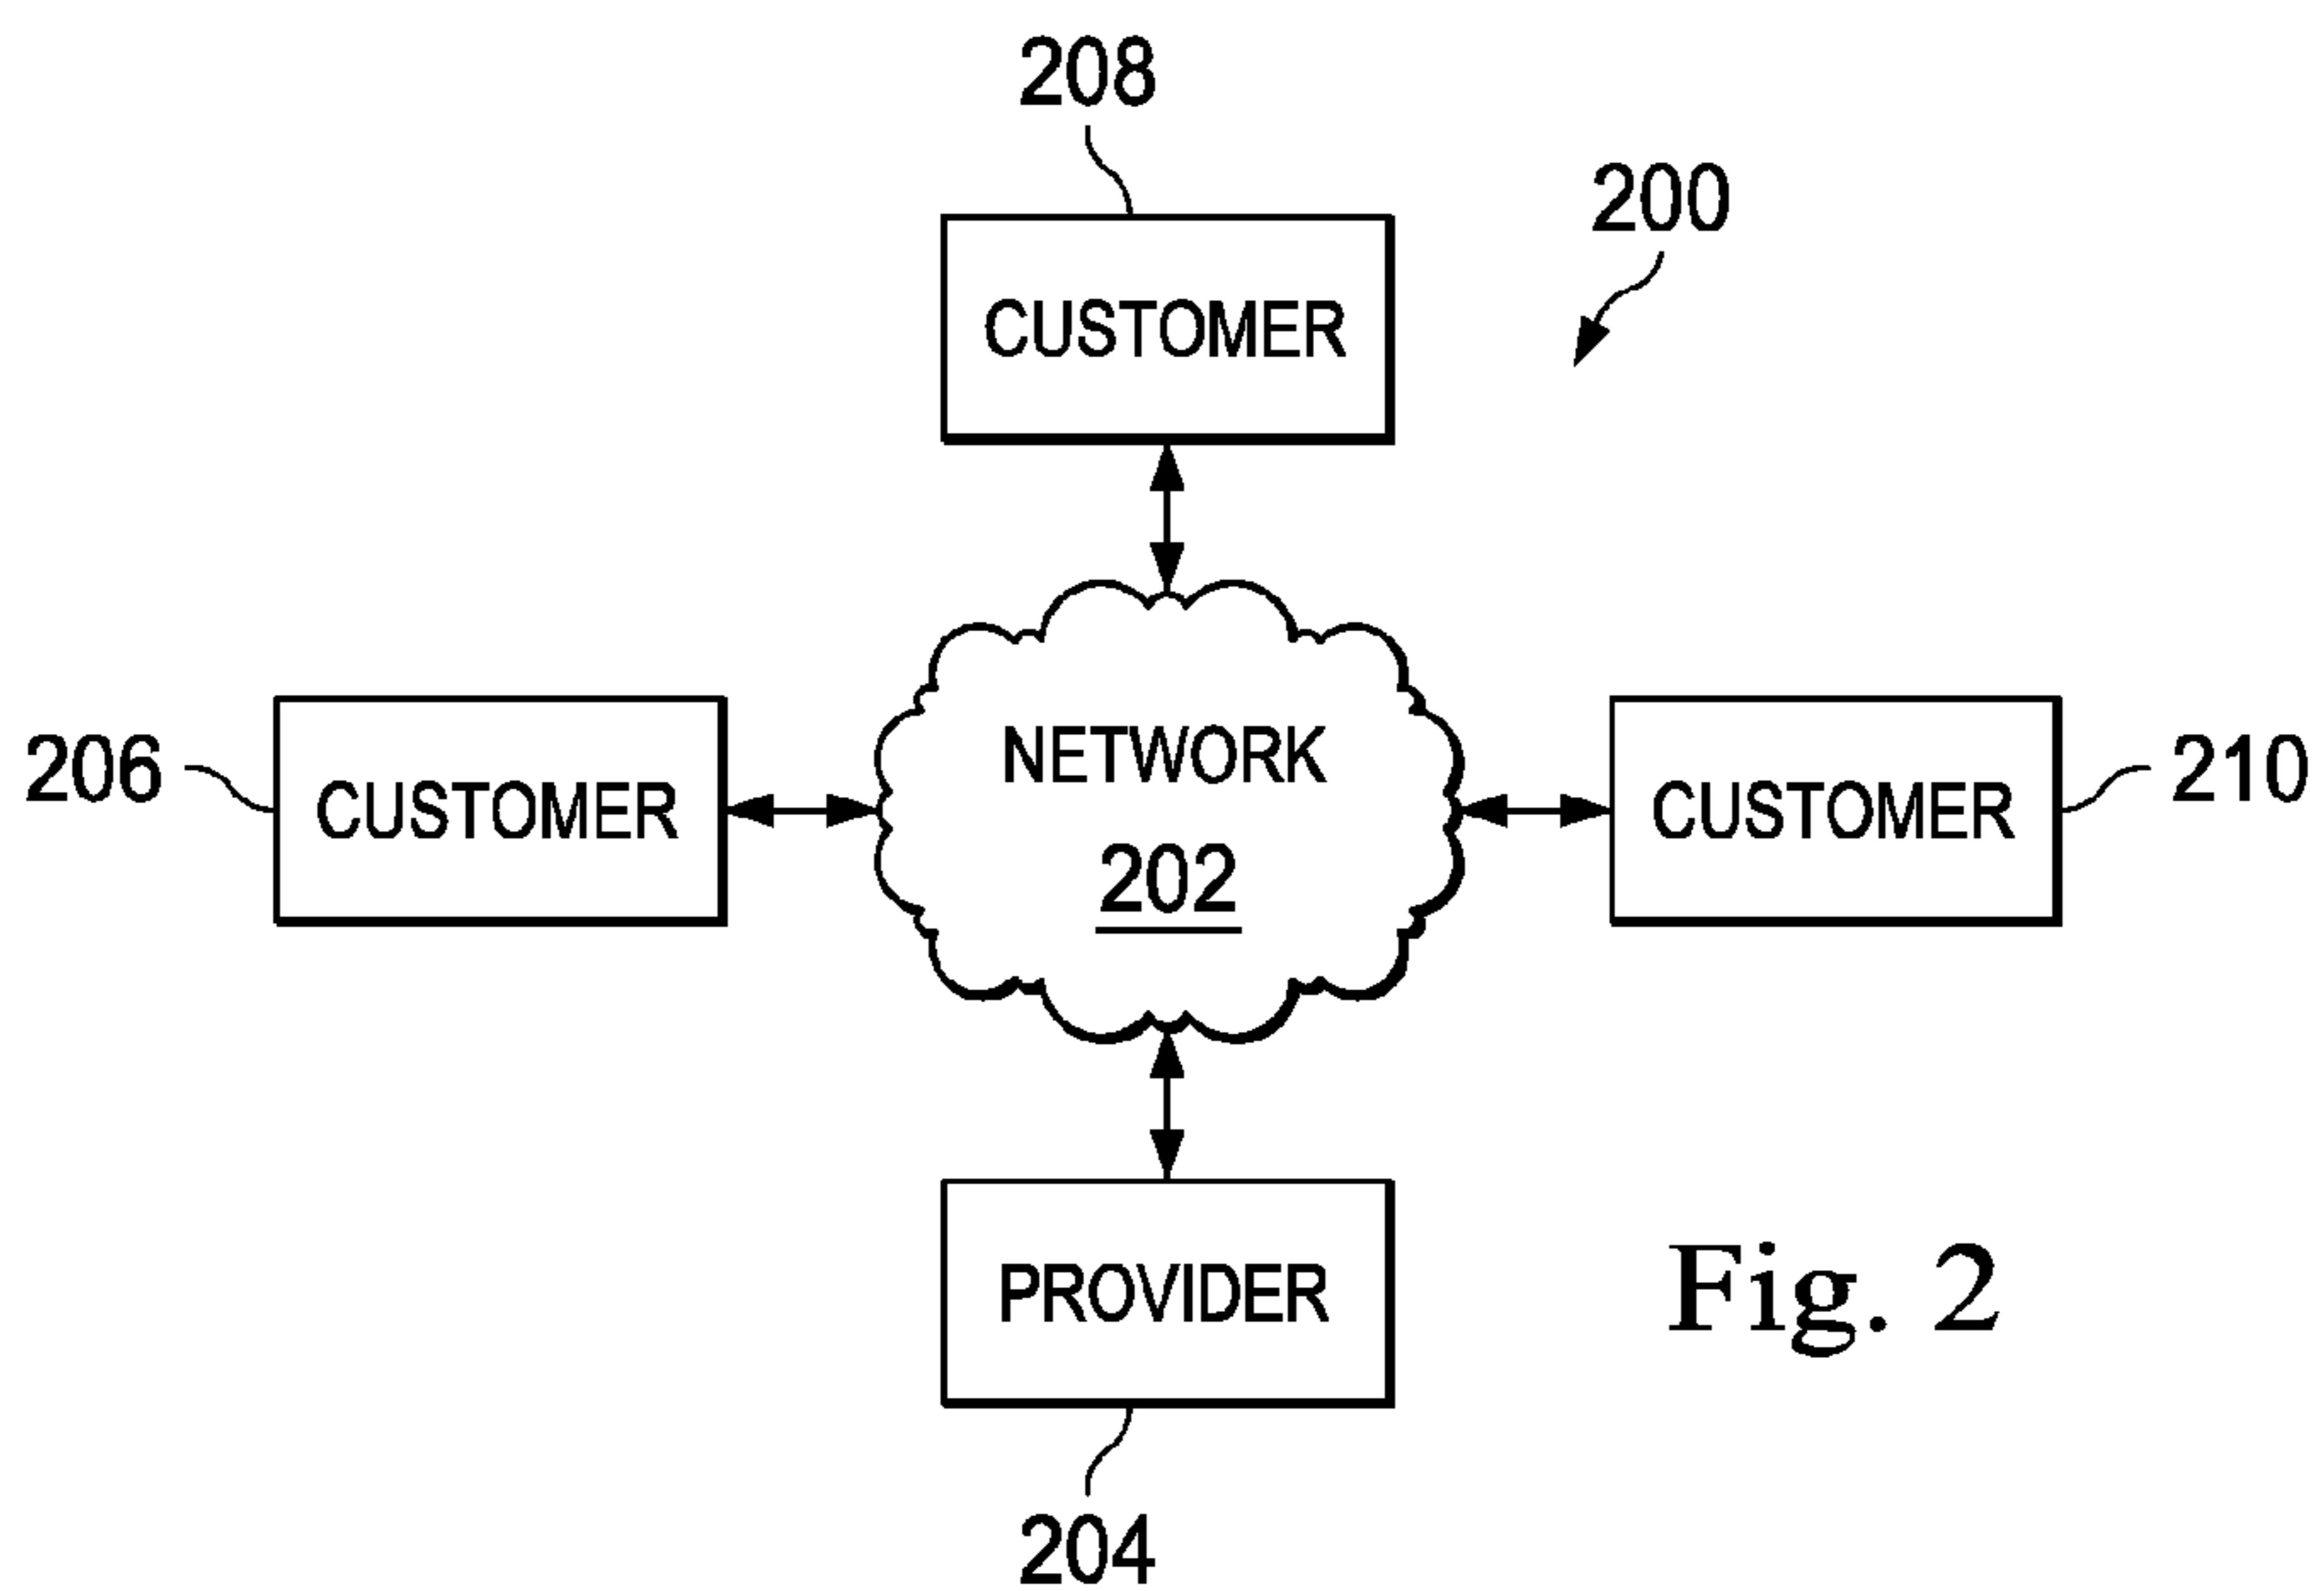 208
200
CUSTOMER
NETWORK
202
206
CUSTOMER
CUSTOMER
210
PROVIDER
204
Fig. 2